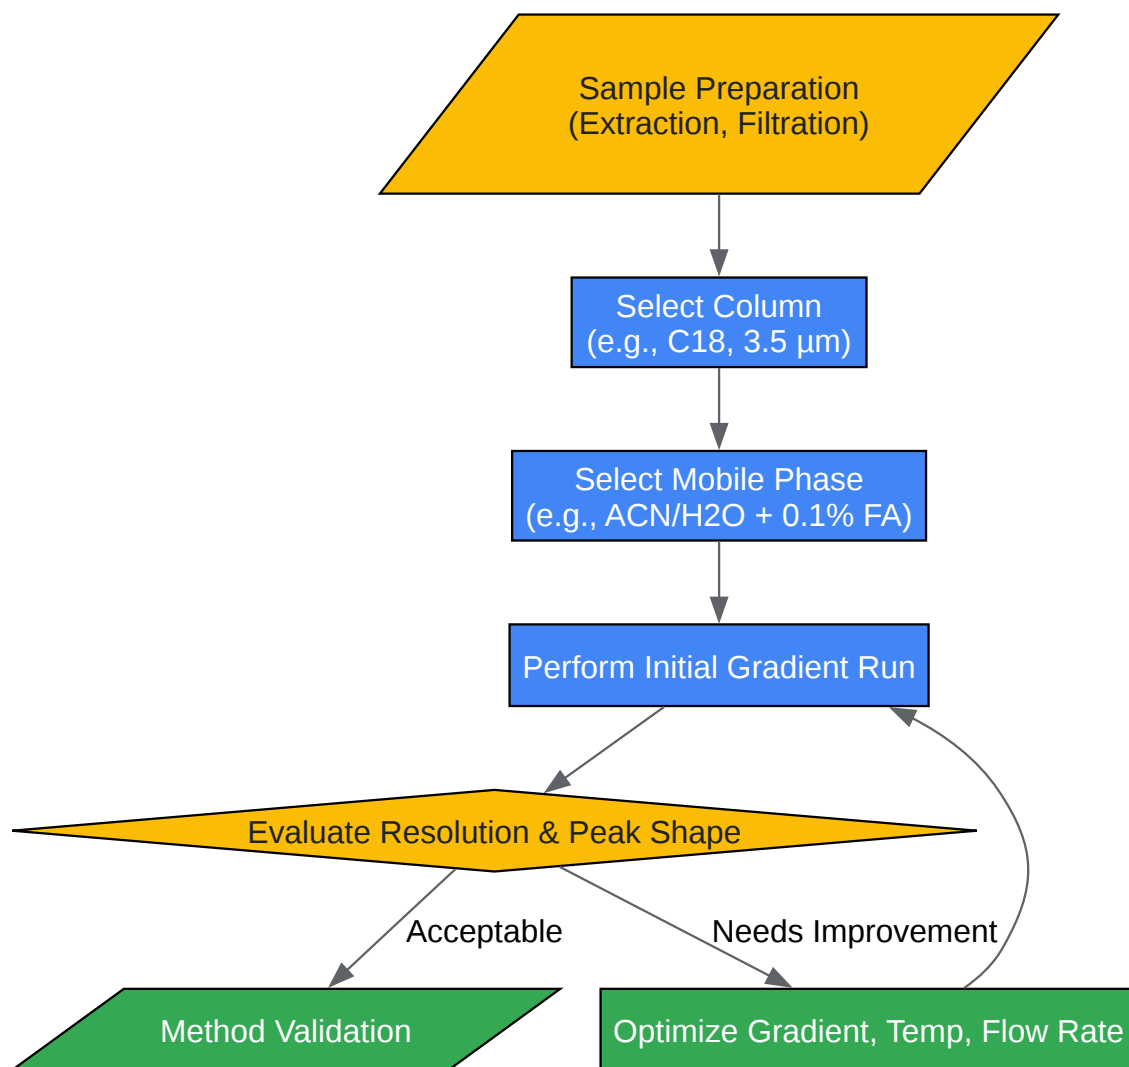 Sample Preparation
(Extraction, Filtration)
Select Column
(e.g., C18, 3.5 µm)
Select Mobile Phase
(e.g., ACN/H2O + 0.1% FA)
Perform Initial Gradient Run
Evaluate Resolution & Peak Shape
Acceptable
Needs Improvement
Method Validation
Optimize Gradient, Temp, Flow Rate